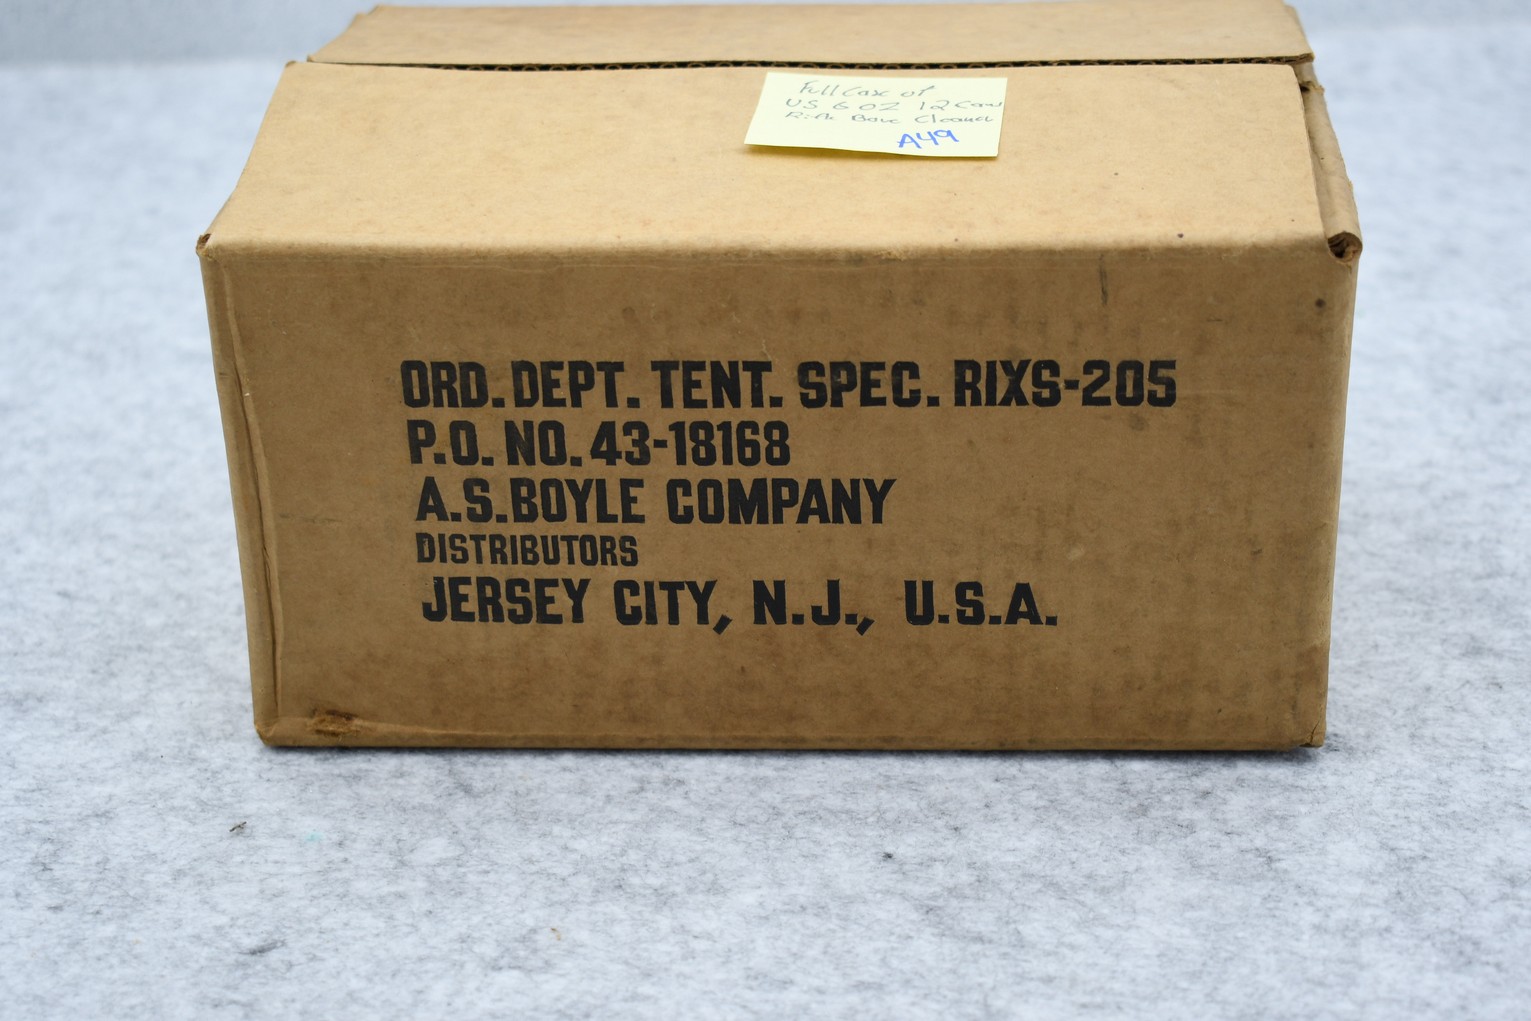 Full Case of
US 6 OZ 12 Can
Bore Cleaner
A49
ORD. DEPT. TENT. SPEC. RIXS-205
P.O. NO. 43-18168
A.S. BOYLE COMPANY
DISTRIBUTORS
JERSEY CITY, N.J., U.S.A.